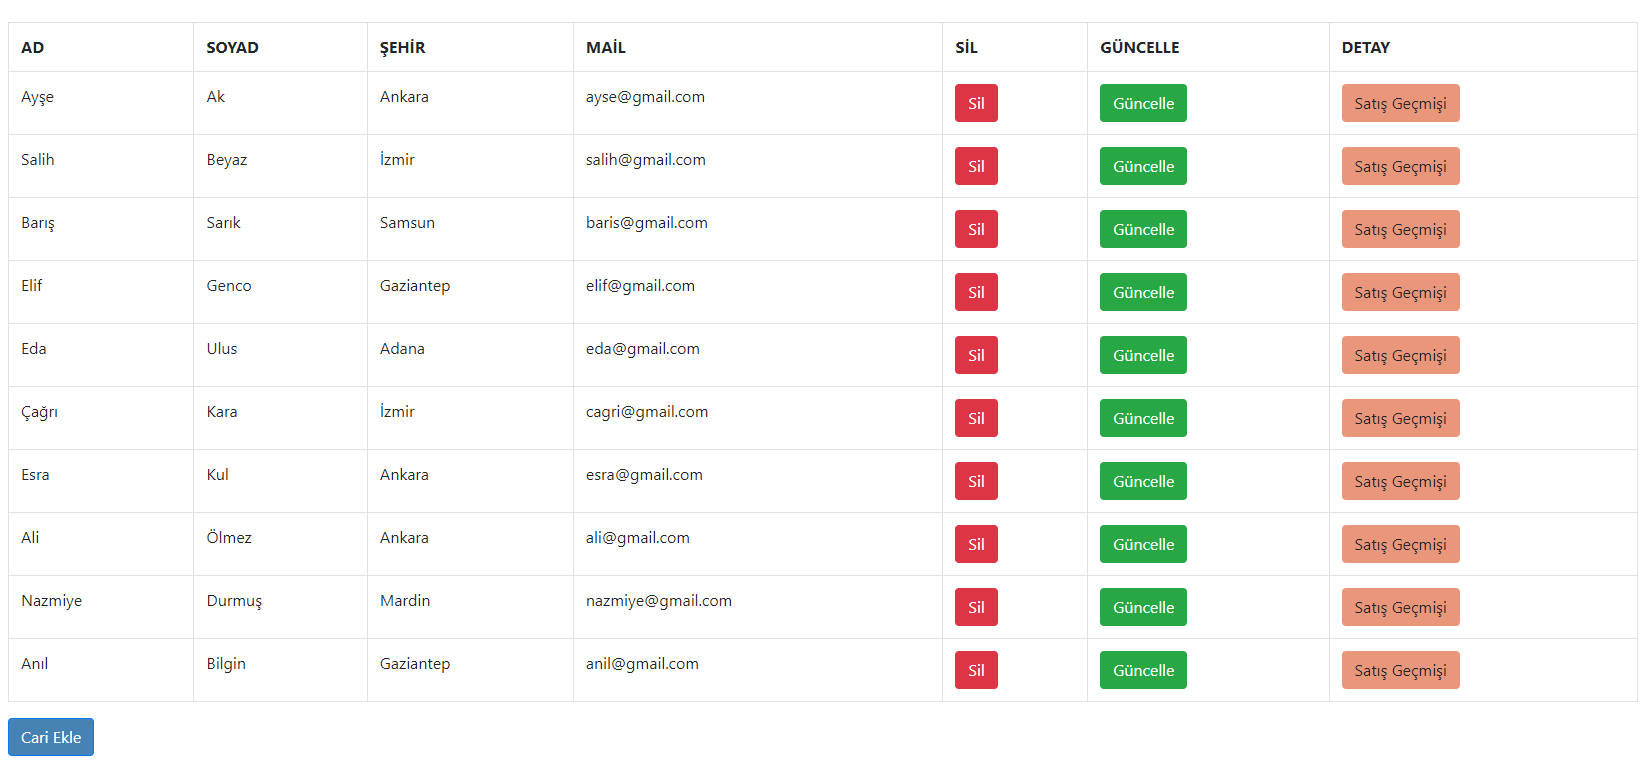 AD SOYAD ŞEHİR MAİL SİL GÜNCELLE DETAY
Ayşe Ak Ankara ayse@gmail.com Sil Güncelle Satış Geçmişi
Salih Beyaz İzmir salih@gmail.com Sil Güncelle Satış Geçmişi
Barış Sarık Samsun baris@gmail.com Sil Güncelle Satış Geçmişi
Elif Genco Gaziantep elif@gmail.com Sil Güncelle Satış Geçmişi
Eda Ulus Adana eda@gmail.com Sil Güncelle Satış Geçmişi
Çağrı Kara İzmir cagri@gmail.com Sil Güncelle Satış Geçmişi
Esra Kul Ankara esra@gmail.com Sil Güncelle Satış Geçmişi
Ali Ölmez Ankara ali@gmail.com Sil Güncelle Satış Geçmişi
Nazmiye Durmuş Mardin nazmiye@gmail.com Sil Güncelle Satış Geçmişi
Anıl Bilgin Gaziantep anil@gmail.com Sil Güncelle Satış Geçmişi
Cari Ekle